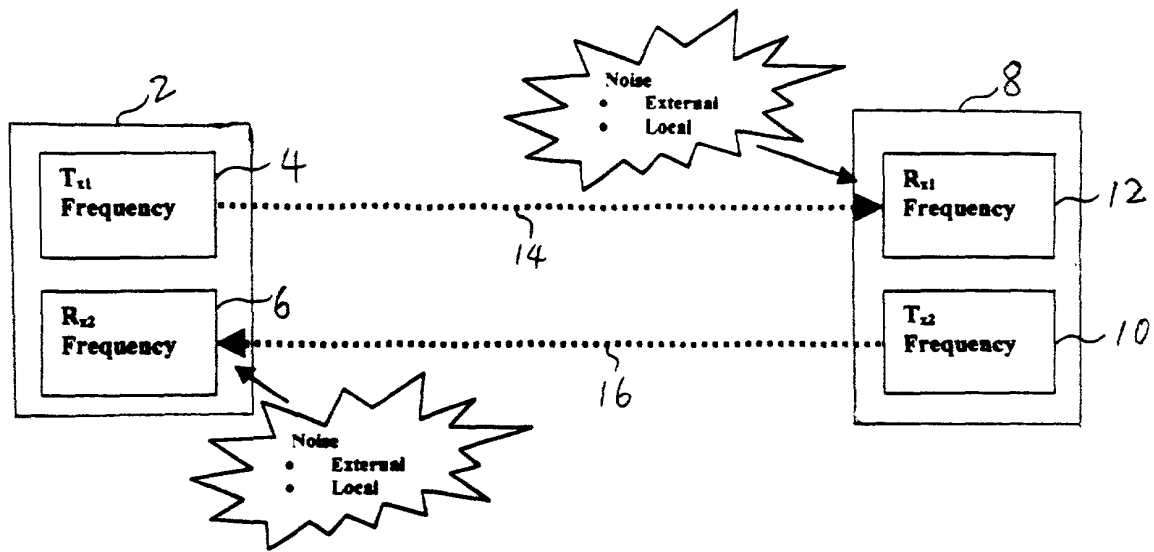 Noise
• External
• Local
2
8
4
Tx1
Frequency
Rx1
Frequency
12
14
6
Rx2
Frequency
Tx2
Frequency
10
16
Noise
• External
• Local